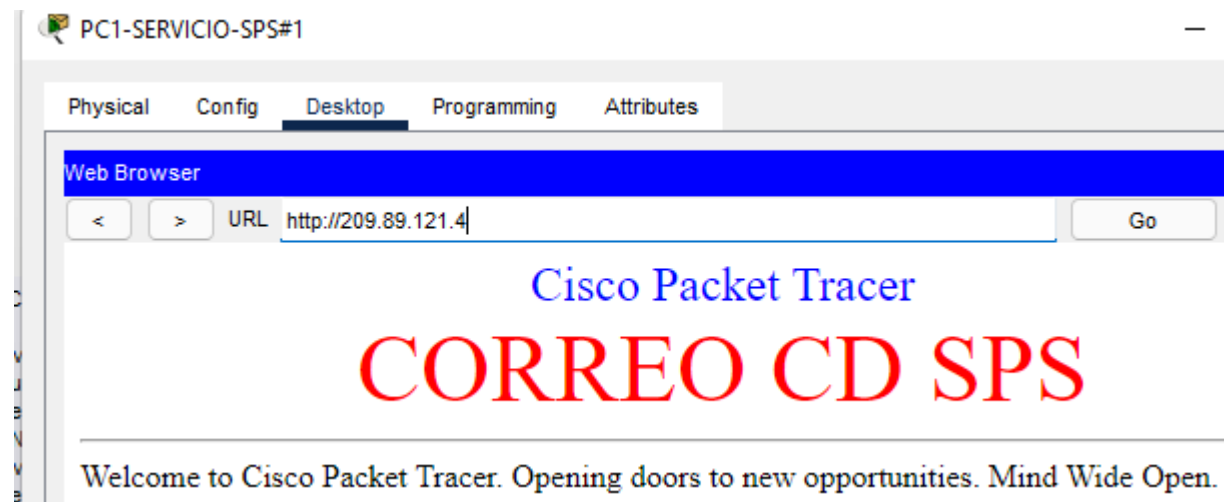 PC1-SERVICIO-SPS#1
Physical Config Desktop Programming Attributes
Web Browser
< > URL http://209.89.121.4 Go
Cisco Packet Tracer
CORREO CD SPS
Welcome to Cisco Packet Tracer. Opening doors to new opportunities. Mind Wide Open.